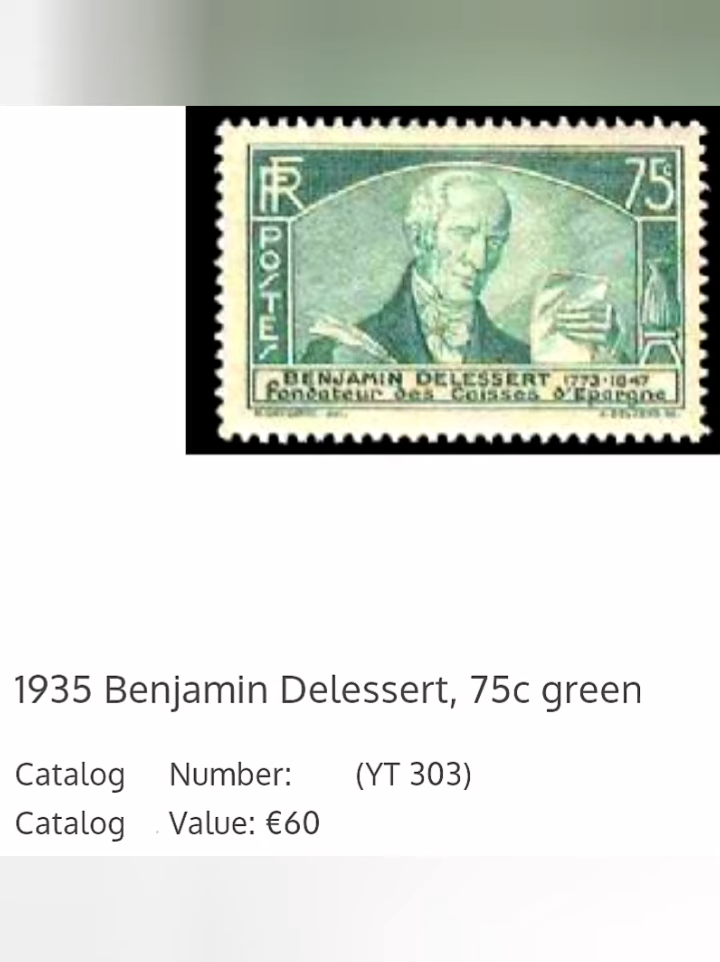 RF
75c
POSTES
BENJAMIN DELESSERT 1773·1847
Fondateur des Caisses d'Epargne
1935 Benjamin Delessert, 75c green
Catalog Number: (YT 303)
Catalog Value: €60